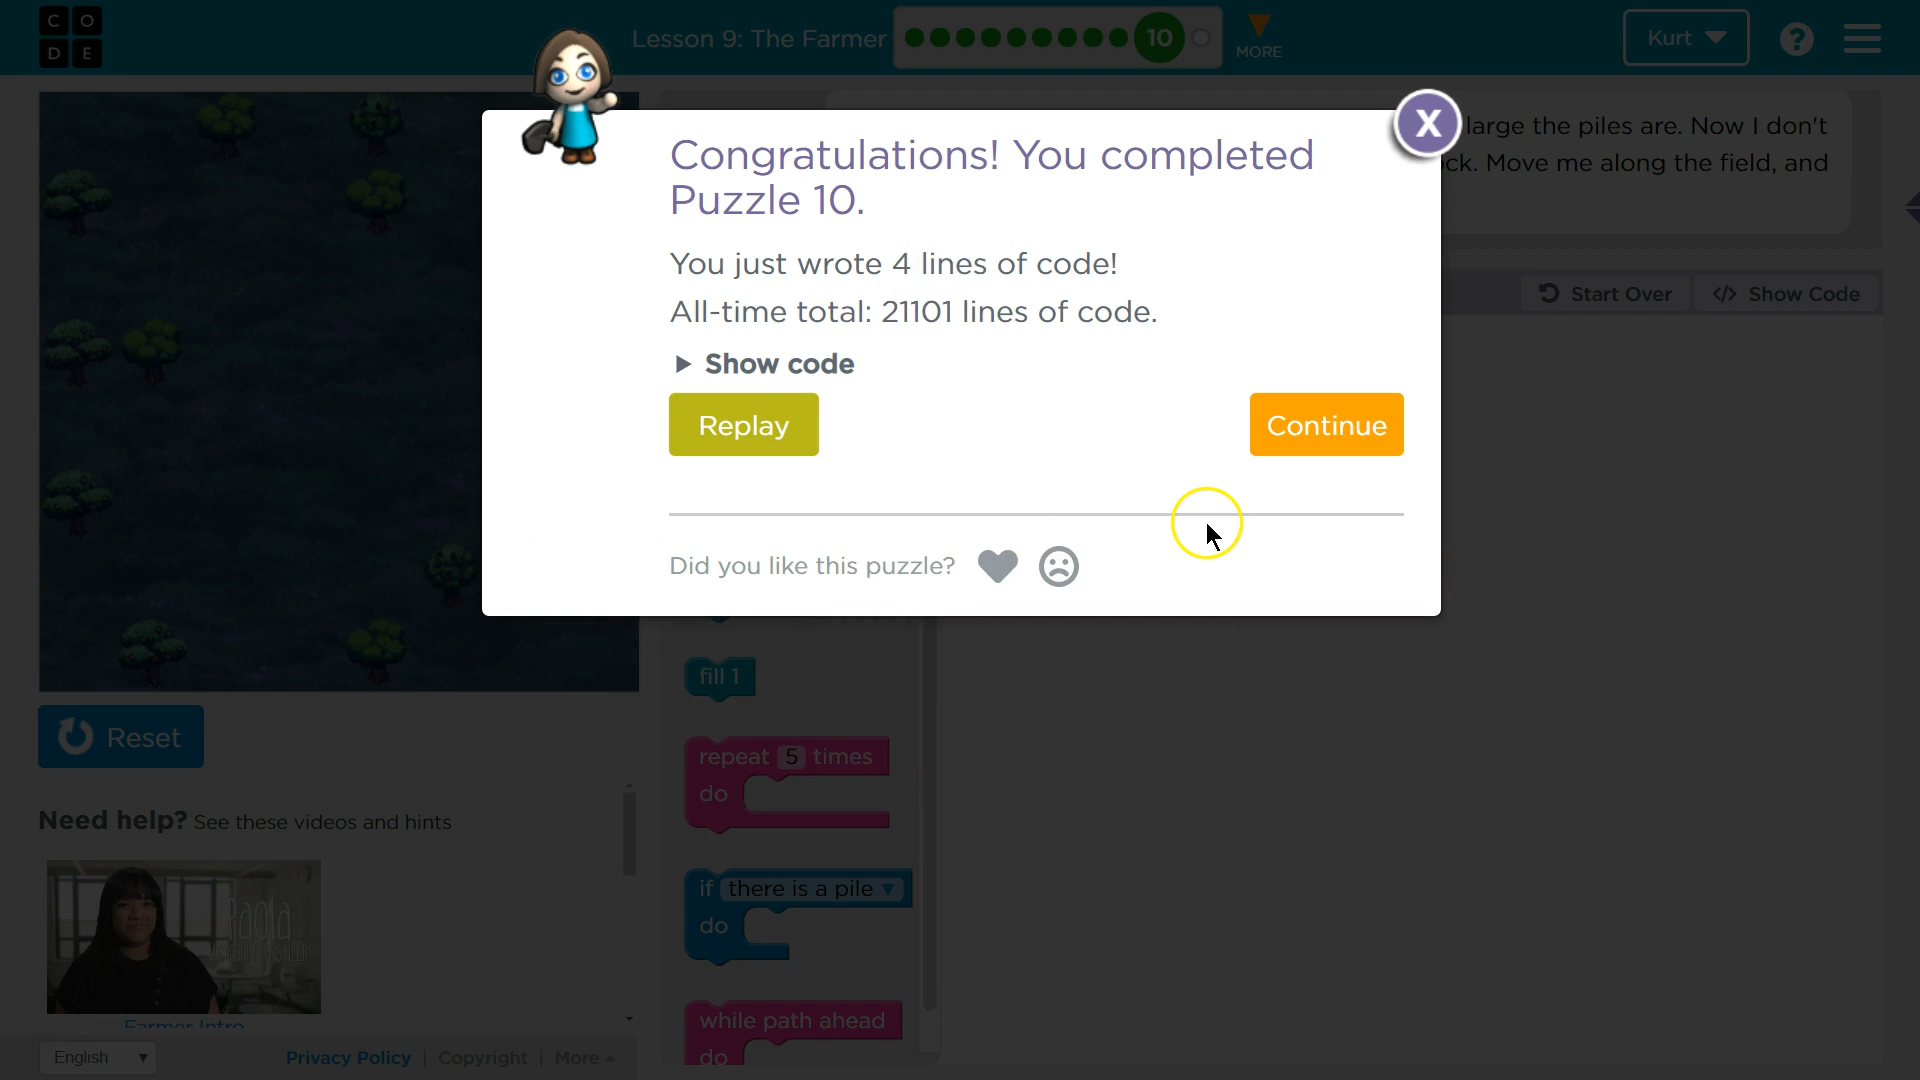 C O
D E
Lesson 9: The Farmer
10
MORE
Kurt
?
X
large the piles are. Now I don't
ck. Move me along the field, and
Congratulations! You completed
Puzzle 10.
You just wrote 4 lines of code!
All-time total: 21101 lines of code.
Show code
Replay
Continue
Did you like this puzzle?
Start Over
</> Show Code
fill 1
repeat 5 times
do
if there is a pile
do
while path ahead
do
Reset
Need help? See these videos and hints
Paola
MICROSOFT ENGINEER
Farmer Intro
English
Privacy Policy | Copyright | More